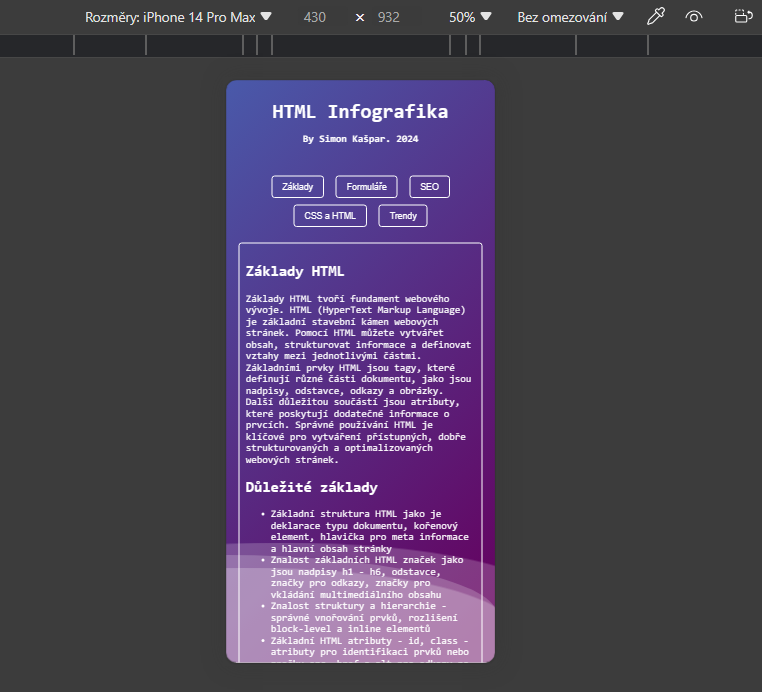 Rozměry: iPhone 14 Pro Max 430 × 932 50% Bez omezování
HTML Infografika
By Simon Kašpar. 2024
Základy Formuláře SEO
CSS a HTML Trendy
Základy HTML
Základy HTML tvoří fundament webového
vývoje. HTML (HyperText Markup Language)
je základní stavební kámen webových
stránek. Pomocí HTML můžete vytvářet
obsah, strukturovat informace a definovat
vztahy mezi jednotlivými částmi.
Základními prvky HTML jsou tagy, které
definují různé části dokumentu, jako jsou
nadpisy, odstavce, odkazy a obrázky.
Další důležitou součástí jsou atributy,
které poskytují dodatečné informace o
prvcích. Správné používání HTML je
klíčové pro vytváření přístupných, dobře
strukturovaných a optimalizovaných
webových stránek.
Důležité základy
• Základní struktura HTML jako je
deklarace typu dokumentu, kořenový
element, hlavička pro meta informace
a hlavní obsah stránky
• Znalost základních HTML značek jako
jsou nadpisy h1 - h6, odstavce,
značky pro odkazy, značky pro
vkládání multimediálního obsahu
• Znalost struktury a hierarchie -
správné vnořování prvků, rozlišení
block-level a inline elementů
• Základní HTML atributy - id, class -
atributy pro identifikaci prvků nebo